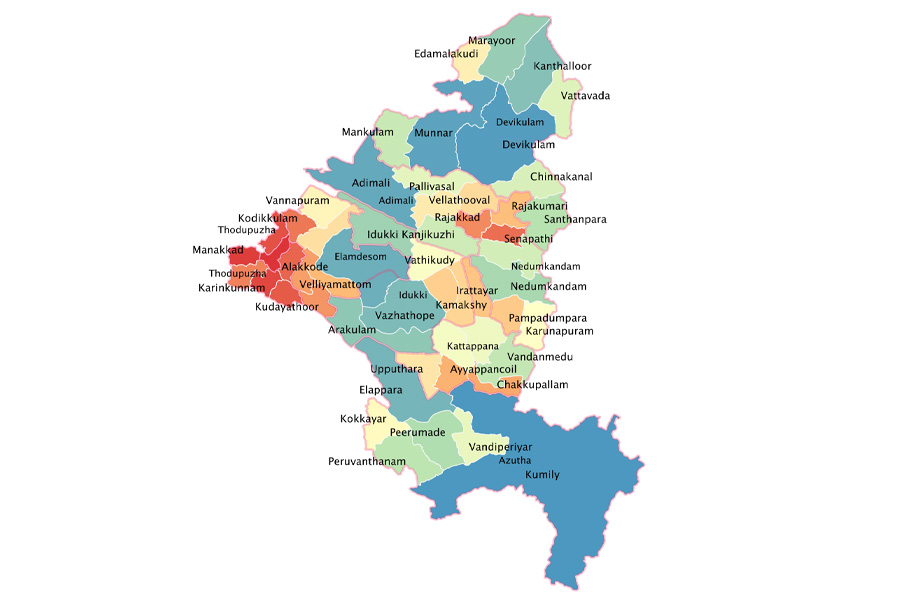 Marayoor
Edamalakudi
Kanthalloor
Vattavada
Devikulam
Mankulam
Munnar
Devikulam
Chinnakanal
Adimali
Pallivasal
Vannapuram
Adimali
Vellathooval
Rajakumari
Kodikkulam
Rajakkad
Santhanpara
Thodupuzha
Idukki Kanjikuzhi
Senapathi
Manakkad
Elamdesom
Vathikudy
Alakkode
Nedumkandam
Thodupuzha
Velliyamattom
Nedumkandam
Karinkunnam
Idukki
Irattayar
Kudayathoor
Kamakshy
Vazhathope
Pampadumpara
Arakulam
Karunapuram
Kattappana
Vandanmedu
Upputhara
Ayyappancoil
Elappara
Chakkupallam
Kokkayar
Peerumade
Vandiperiyar
Peruvanthanam
Azutha
Kumily